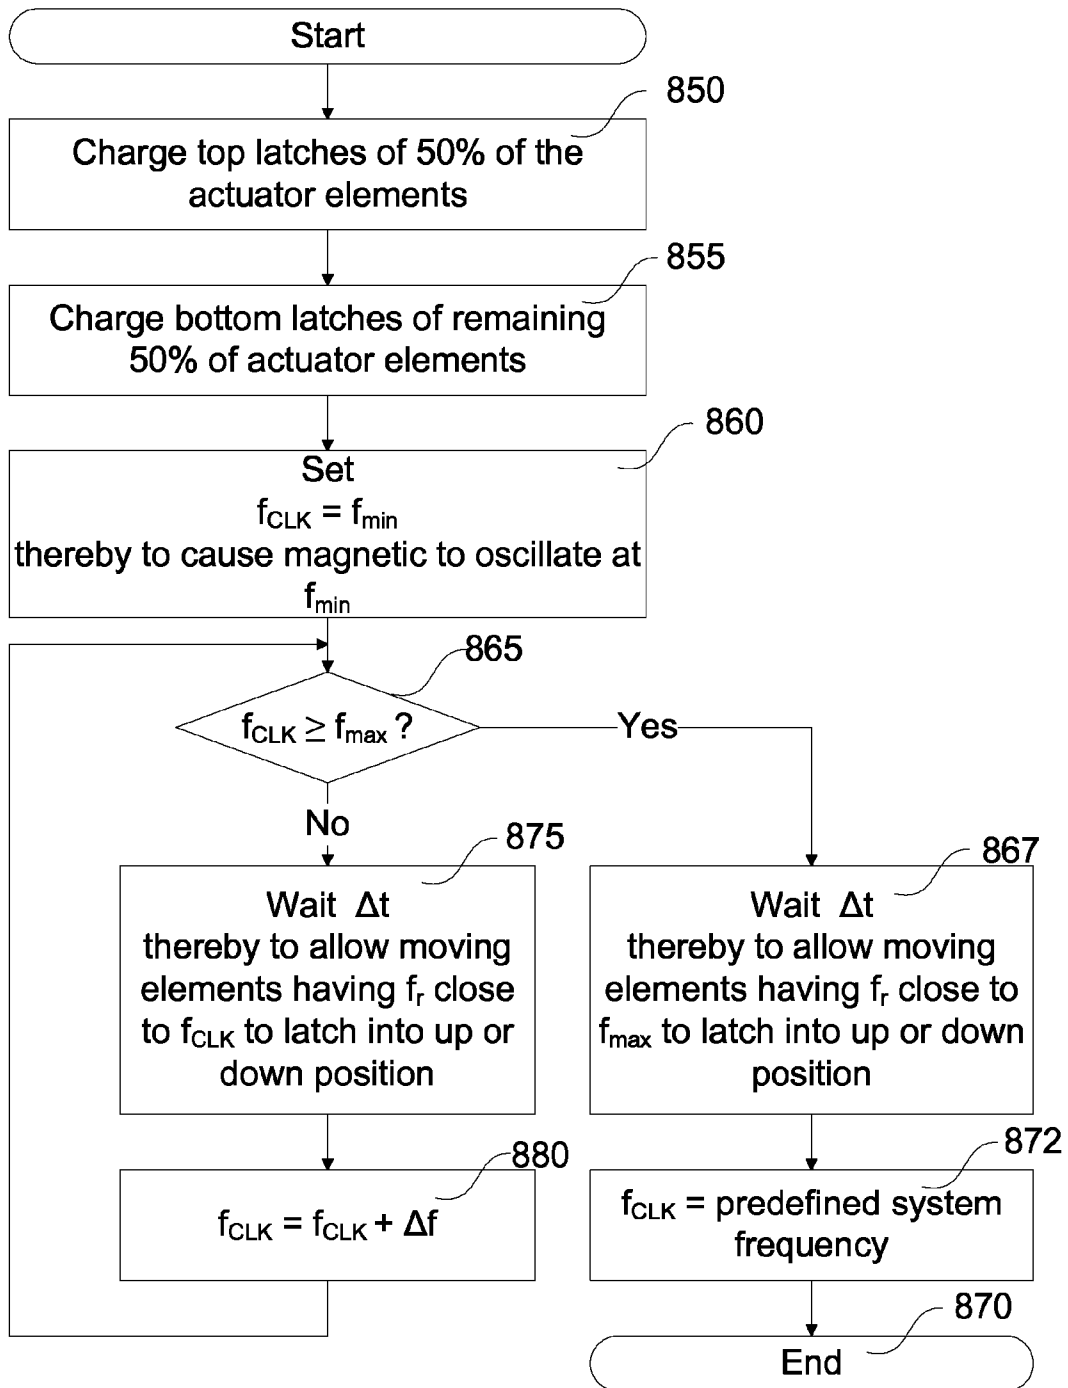 Start
850
Charge top latches of 50% of the
actuator elements
855
Charge bottom latches of remaining
50% of actuator elements
860
Set
fCLK = fmin
thereby to cause magnetic to oscillate at
fmin
865
fCLK ≥ fmax ?
Yes
No
875
Wait Δt
thereby to allow moving
elements having fr close
to fCLK to latch into up or
down position
867
Wait Δt
thereby to allow moving
elements having fr close to
fmax to latch into up or down
position
880
fCLK = fCLK + Δf
872
fCLK = predefined system
frequency
870
End